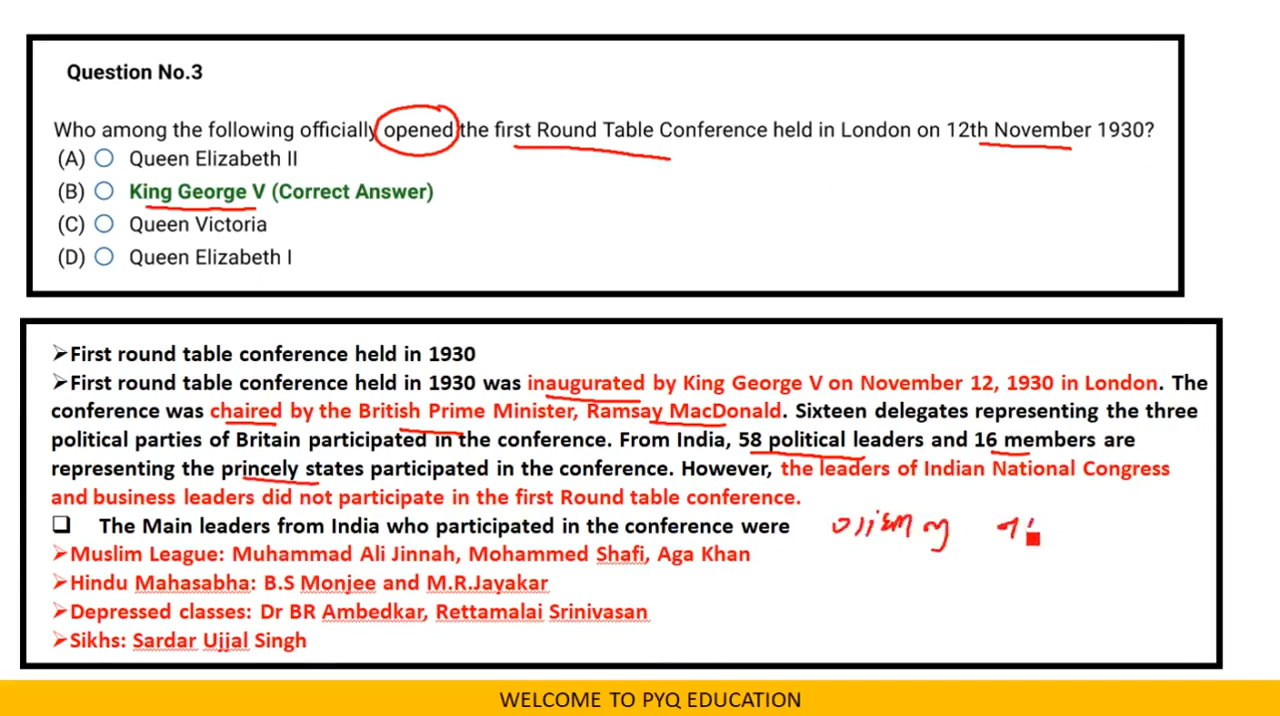 Question No.3
Who among the following officially opened the first Round Table Conference held in London on 12th November 1930?
(A) Queen Elizabeth II
(B) King George V (Correct Answer)
(C) Queen Victoria
(D) Queen Elizabeth I
➢First round table conference held in 1930
➢First round table conference held in 1930 was inaugurated by King George V on November 12, 1930 in London. The
conference was chaired by the British Prime Minister, Ramsay MacDonald. Sixteen delegates representing the three
political parties of Britain participated in the conference. From India, 58 political leaders and 16 members are
representing the princely states participated in the conference. However, the leaders of Indian National Congress
and business leaders did not participate in the first Round table conference.
❑ The Main leaders from India who participated in the conference were
➢Muslim League: Muhammad Ali Jinnah, Mohammed Shafi, Aga Khan
➢Hindu Mahasabha: B.S Monjee and M.R.Jayakar
➢Depressed classes: Dr BR Ambedkar, Rettamalai Srinivasan
➢Sikhs: Sardar Ujjal Singh
WELCOME TO PYQ EDUCATION